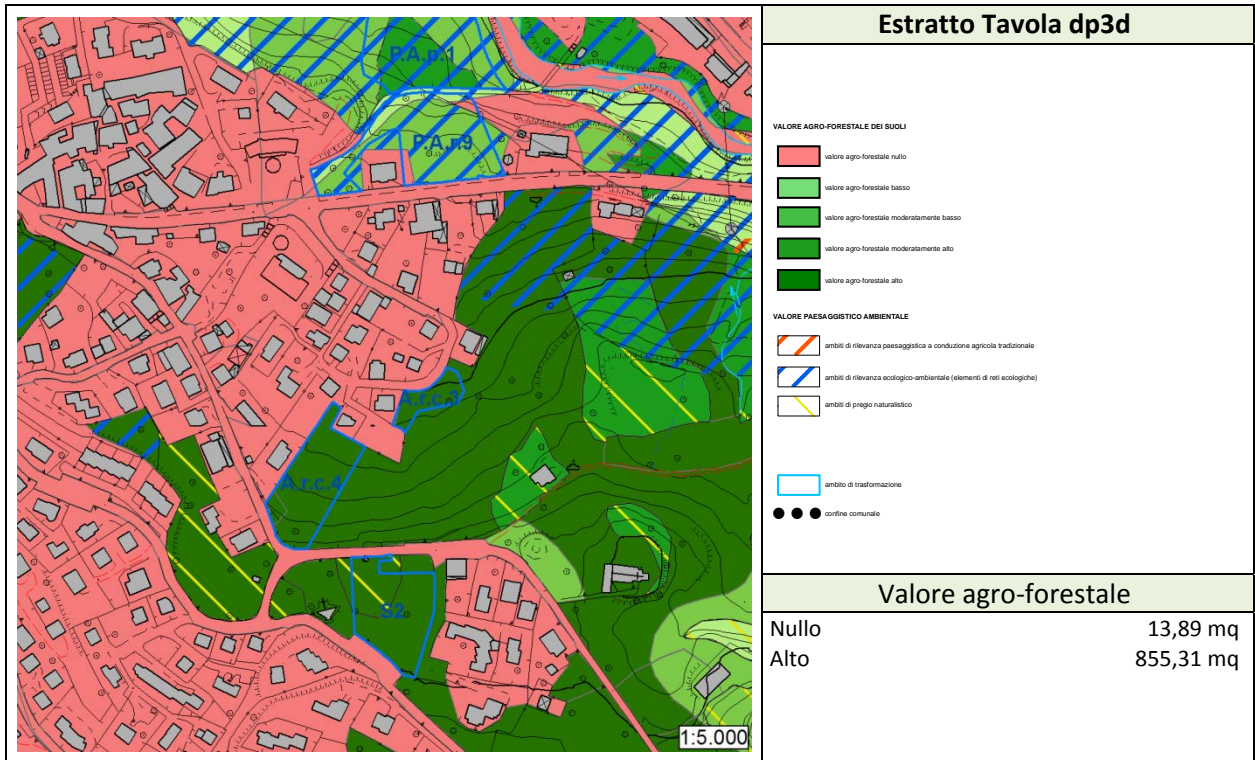 P.A.p.1
P.A.n.9
A.r.c.3
A.r.c.4
S2
1:5.000
Estratto Tavola dp3d
VALORE AGRO-FORESTALE DEI SUOLI
valore agro-forestale nullo
valore agro-forestale basso
valore agro-forestale moderatamente basso
valore agro-forestale moderatamente alto
valore agro-forestale alto
VALORE PAESAGGISTICO AMBIENTALE
ambiti di rilevanza paesaggistica a conduzione agricola tradizionale
ambiti di rilevanza ecologico-ambientale (elementi di reti ecologiche)
ambiti di pregio naturalistico
ambito di trasformazione
confine comunale
Valore agro-forestale
Nullo 13,89 mq
Alto 855,31 mq